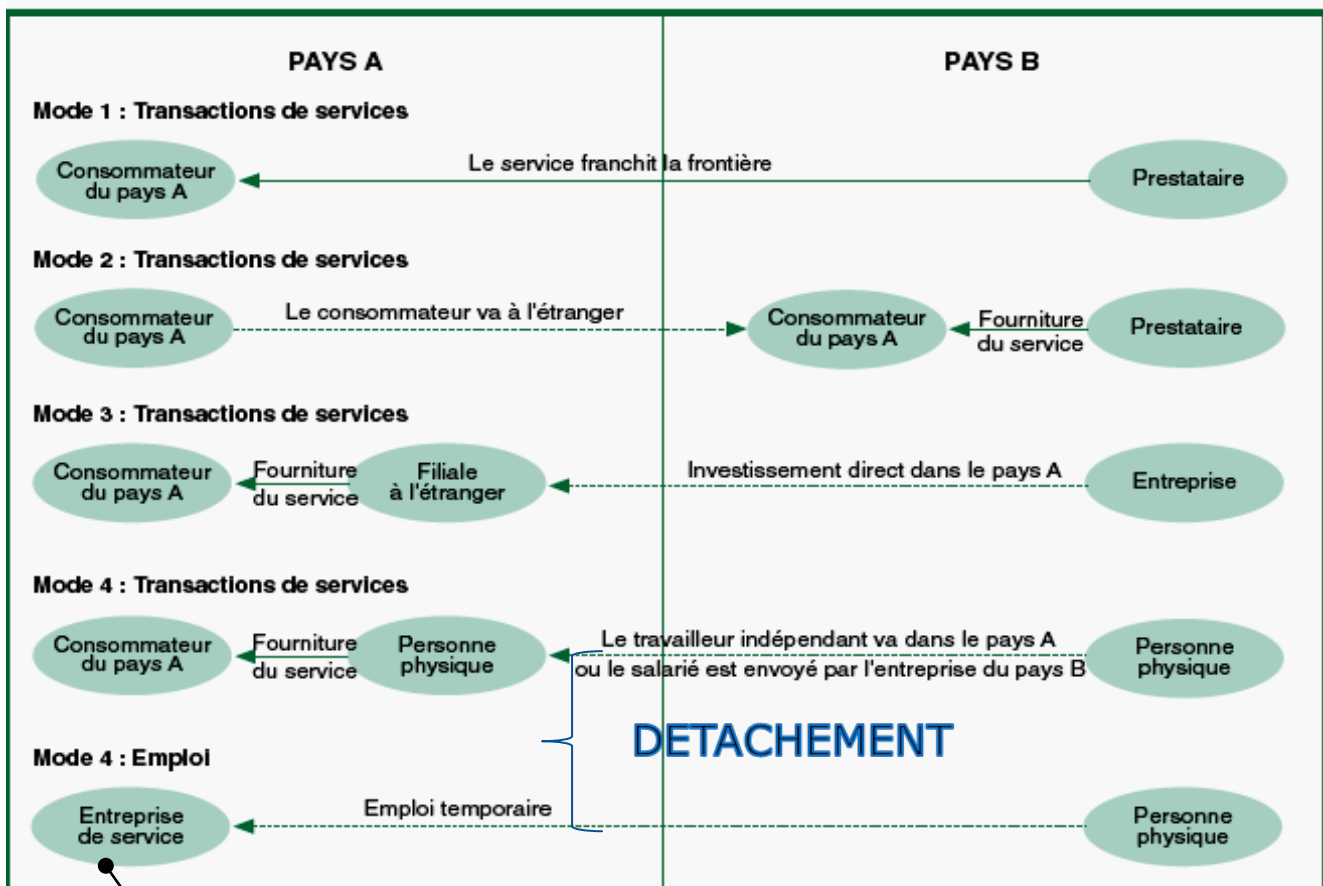 PAYS A
PAYS B
Mode 1 : Transactions de services
Consommateur
du pays A
Le service franchit la frontière
Prestataire
Mode 2 : Transactions de services
Consommateur
du pays A
Le consommateur va à l'étranger
Consommateur
du pays A
Fourniture
du service
Prestataire
Mode 3 : Transactions de services
Consommateur
du pays A
Fourniture
du service
Filiale
à l'étranger
Investissement direct dans le pays A
Entreprise
Mode 4 : Transactions de services
Consommateur
du pays A
Fourniture
du service
Personne
physique
Le travailleur indépendant va dans le pays A
ou le salarié est envoyé par l'entreprise du pays B
Personne
physique
DETACHEMENT
Mode 4 : Emploi
Entreprise
de service
Emploi temporaire
Personne
physique